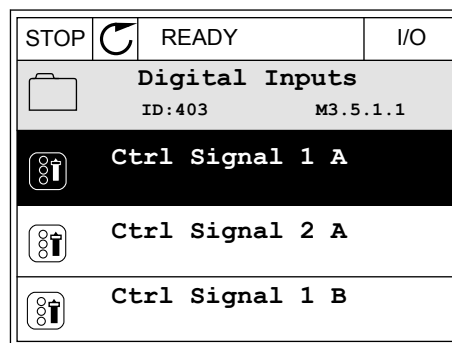 STOP READY I/O
Digital Inputs
ID:403 M3.5.1.1
Ctrl Signal 1 A
Ctrl Signal 2 A
Ctrl Signal 1 B